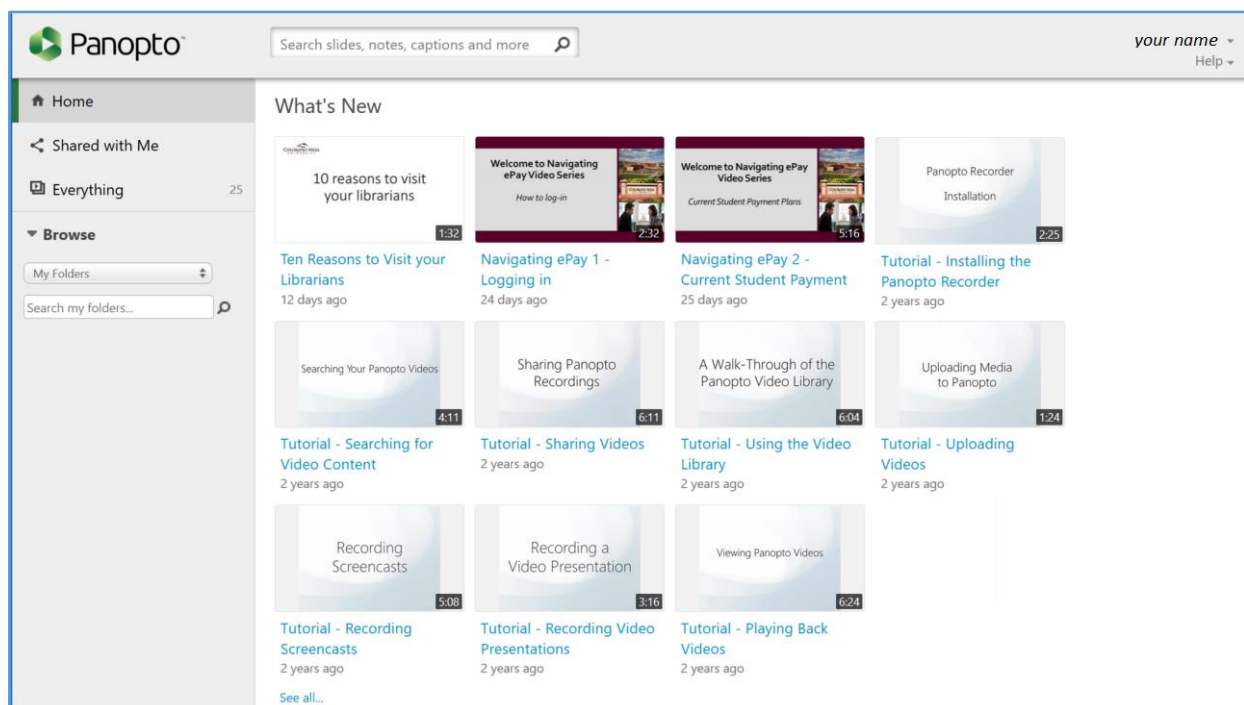 Panopto
Search slides, notes, captions and more
your name
Help
Home
Shared with Me
Everything 25
Browse
My Folders
Search my folders...
What's New
10 reasons to visit
your librarians
1:32
Ten Reasons to Visit your
Librarians
12 days ago
Welcome to Navigating
ePay Video Series
How to log-in
2:32
Navigating ePay 1 -
Logging in
24 days ago
Welcome to Navigating ePay
Video Series
Current Student Payment Plans
5:16
Navigating ePay 2 -
Current Student Payment
25 days ago
Panopto Recorder
Installation
2:25
Tutorial - Installing the
Panopto Recorder
2 years ago
Searching Your Panopto Videos
4:11
Tutorial - Searching for
Video Content
2 years ago
Sharing Panopto
Recordings
6:11
Tutorial - Sharing Videos
2 years ago
A Walk-Through of the
Panopto Video Library
6:04
Tutorial - Using the Video
Library
2 years ago
Uploading Media
to Panopto
1:24
Tutorial - Uploading
Videos
2 years ago
Recording
Screencasts
5:08
Tutorial - Recording
Screencasts
2 years ago
Recording a
Video Presentation
3:16
Tutorial - Recording Video
Presentations
2 years ago
Viewing Panopto Videos
6:24
Tutorial - Playing Back
Videos
2 years ago
See all...